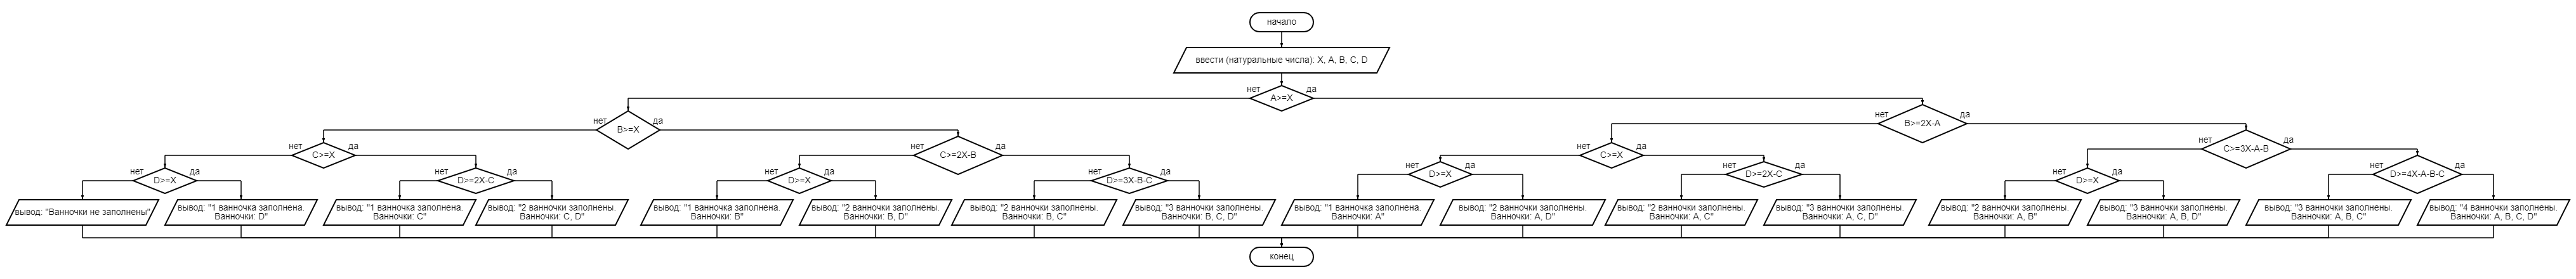 начало
ввести (натуральные числа): X, A, B, C, D
нет
да
A>=X
нет
да
B>=X
нет
да
B>=2X-A
нет
да
C>=X
нет
да
C>=2X-B
нет
да
C>=X
нет
да
C>=3X-A-B
нет
да
D>=X
нет
да
D>=2X-C
нет
да
D>=X
нет
да
D>=3X-B-C
нет
да
D>=X
нет
да
D>=2X-C
нет
да
D>=X
нет
да
D>=4X-A-B-C
вывод: "Ванночки не заполнены"
вывод: "1 ванночка заполнена.
Ванночки: D"
вывод: "1 ванночка заполнена.
Ванночки: C"
вывод: "2 ванночки заполнены.
Ванночки: C, D"
вывод: "1 ванночка заполнена.
Ванночки: B"
вывод: "2 ванночки заполнены.
Ванночки: B, D"
вывод: "2 ванночки заполнены.
Ванночки: B, C"
вывод: "3 ванночки заполнены.
Ванночки: B, C, D"
вывод: "1 ванночка заполнена.
Ванночки: A"
вывод: "2 ванночки заполнены.
Ванночки: A, D"
вывод: "2 ванночки заполнены.
Ванночки: A, C"
вывод: "3 ванночки заполнены.
Ванночки: A, C, D"
вывод: "2 ванночки заполнены.
Ванночки: A, B"
вывод: "3 ванночки заполнены.
Ванночки: A, B, D"
вывод: "3 ванночки заполнены.
Ванночки: A, B, C"
вывод: "4 ванночки заполнены.
Ванночки: A, B, C, D"
конец